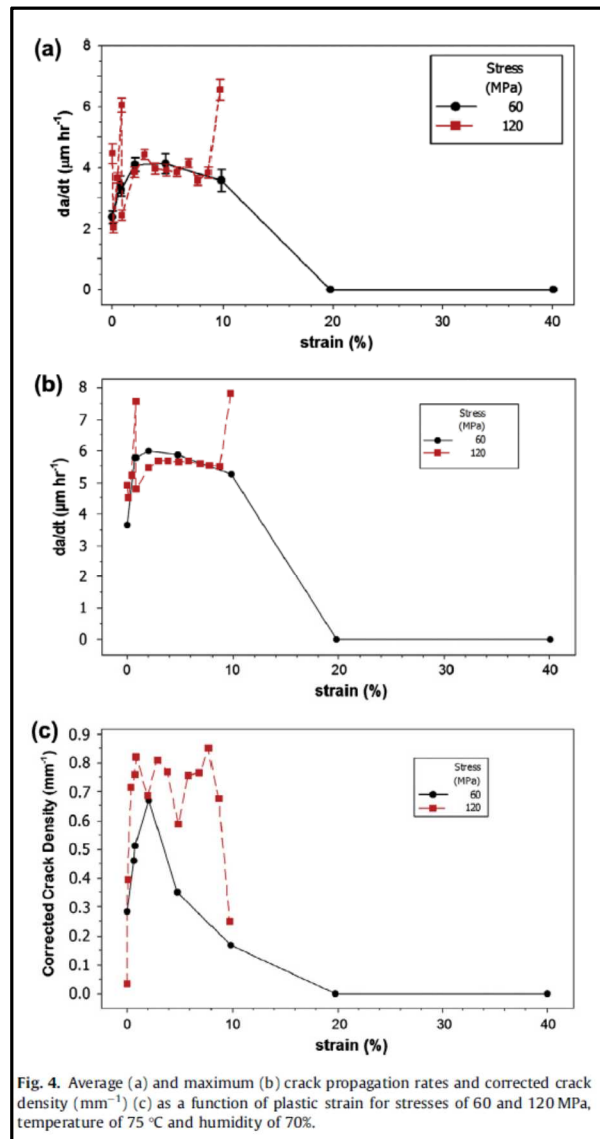 (a)
8
6
4
2
0
da/dt (µm hr⁻¹)
Stress
(MPa)
60
120
0 10 20 30 40
strain (%)
(b)
8
7
6
5
4
3
2
1
0
da/dt (µm hr⁻¹)
Stress
(MPa)
60
120
0 10 20 30 40
strain (%)
(c)
0.9
0.8
0.7
0.6
0.5
0.4
0.3
0.2
0.1
0.0
Corrected Crack Density (mm⁻¹)
Stress
(MPa)
60
120
0 10 20 30 40
strain (%)
Fig. 4. Average (a) and maximum (b) crack propagation rates and corrected crack
density (mm⁻¹) (c) as a function of plastic strain for stresses of 60 and 120 MPa,
temperature of 75 °C and humidity of 70%.